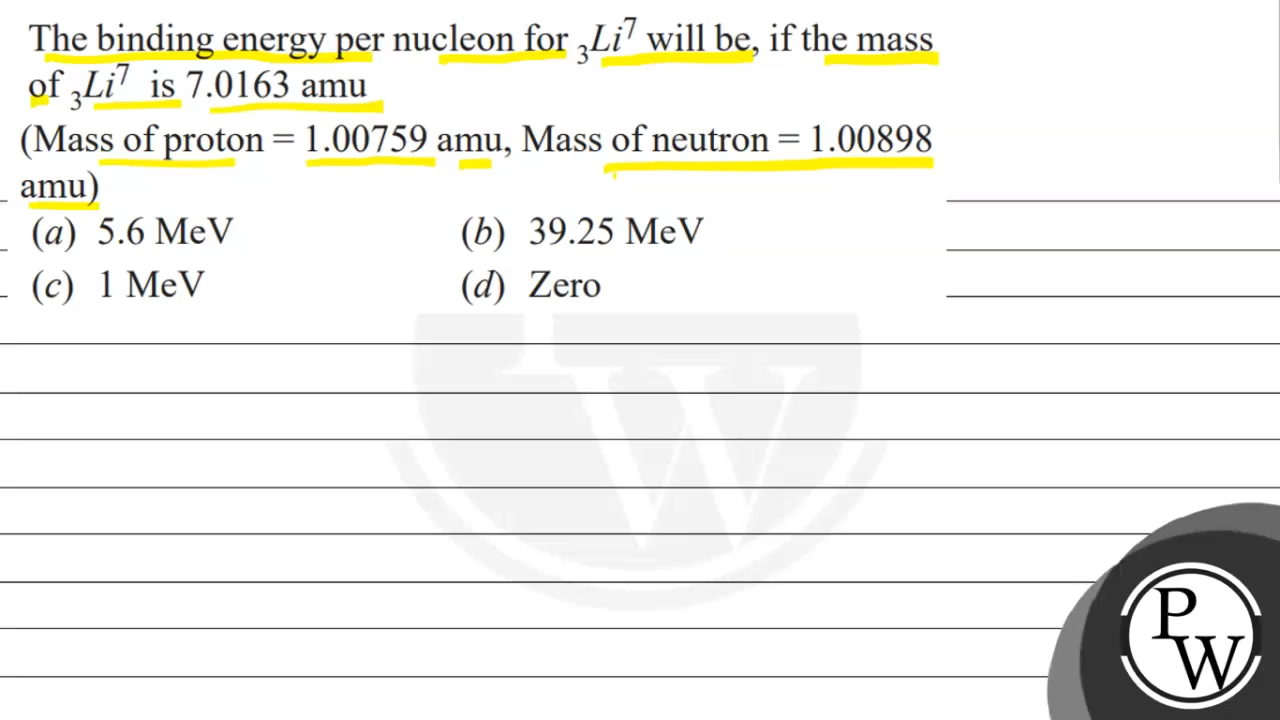 The binding energy per nucleon for ₃Li⁷ will be, if the mass
of ₃Li⁷ is 7.0163 amu
(Mass of proton = 1.00759 amu, Mass of neutron = 1.00898
amu)
(a) 5.6 MeV (b) 39.25 MeV
(c) 1 MeV (d) Zero
W
P
W